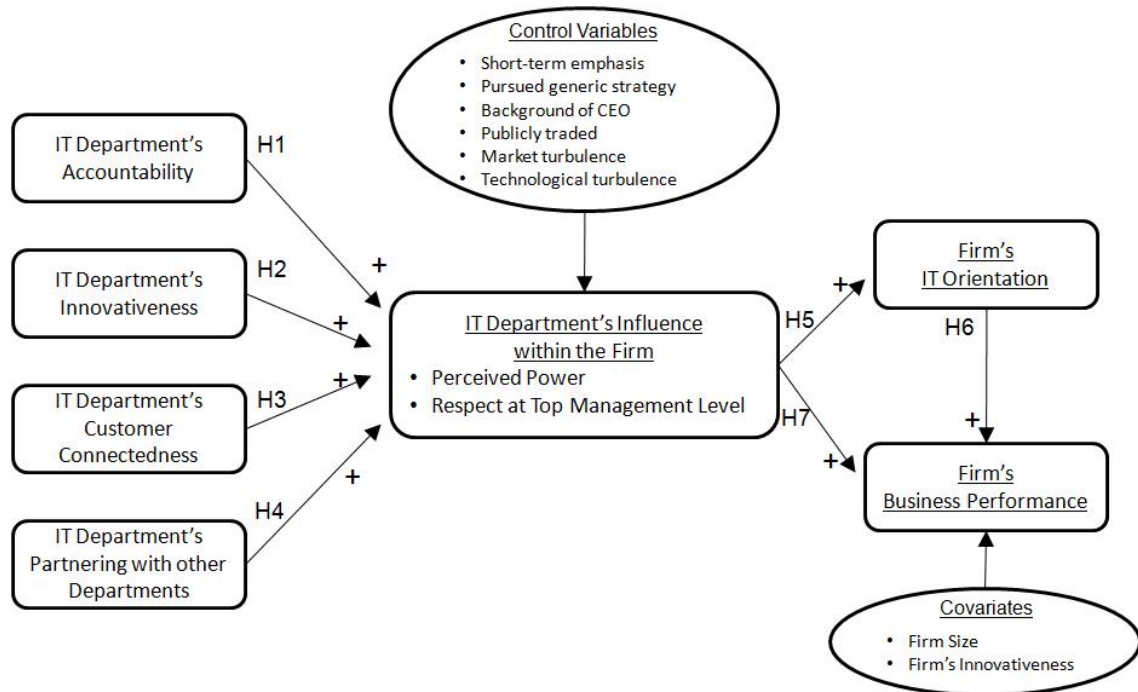 Control Variables
• Short-term emphasis
• Pursued generic strategy
• Background of CEO
• Publicly traded
• Market turbulence
• Technological turbulence
IT Department's
Accountability
H1
+
IT Department's
Innovativeness
H2
+
IT Department's
Customer
Connectedness
H3
+
IT Department's
Partnering with other
Departments
H4
+
IT Department's Influence
within the Firm
• Perceived Power
• Respect at Top Management Level
H5
+
Firm's
IT Orientation
H6
+
H7
+
Firm's
Business Performance
Covariates
• Firm Size
• Firm's Innovativeness